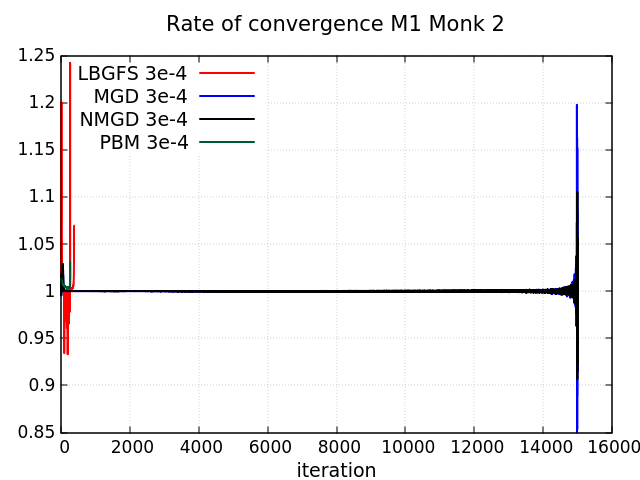 Rate of convergence M1 Monk 2
1.25
1.2
1.15
1.1
1.05
1
0.95
0.9
0.85
LBGFS 3e-4
MGD 3e-4
NMGD 3e-4
PBM 3e-4
0 2000 4000 6000 8000 10000 12000 14000 16000
iteration